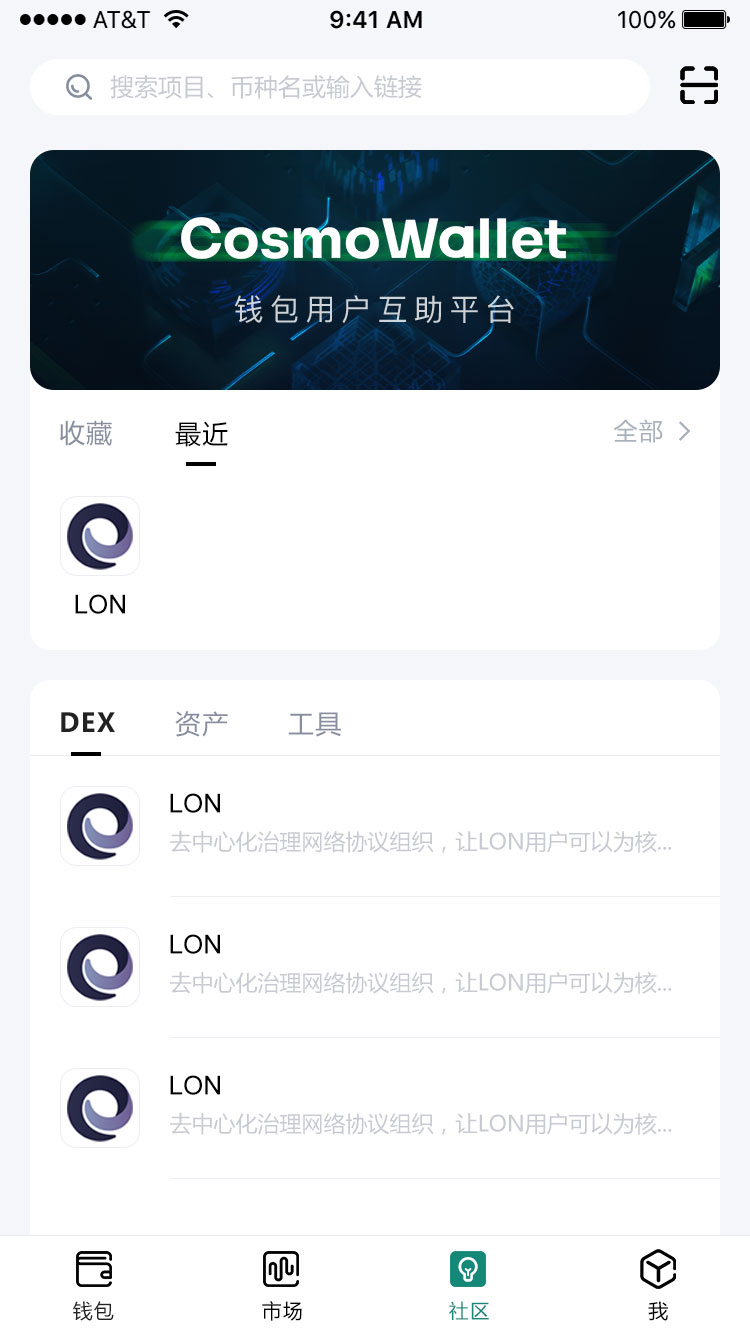 AT&T 9:41 AM 100%
搜索项目、币种名或输入链接
CosmoWallet
钱包用户互助平台
收藏 最近 全部
LON
DEX 资产 工具
LON
去中心化治理网络协议组织，让LON用户可以为核...
LON
去中心化治理网络协议组织，让LON用户可以为核...
LON
去中心化治理网络协议组织，让LON用户可以为核...
钱包 市场 社区 我